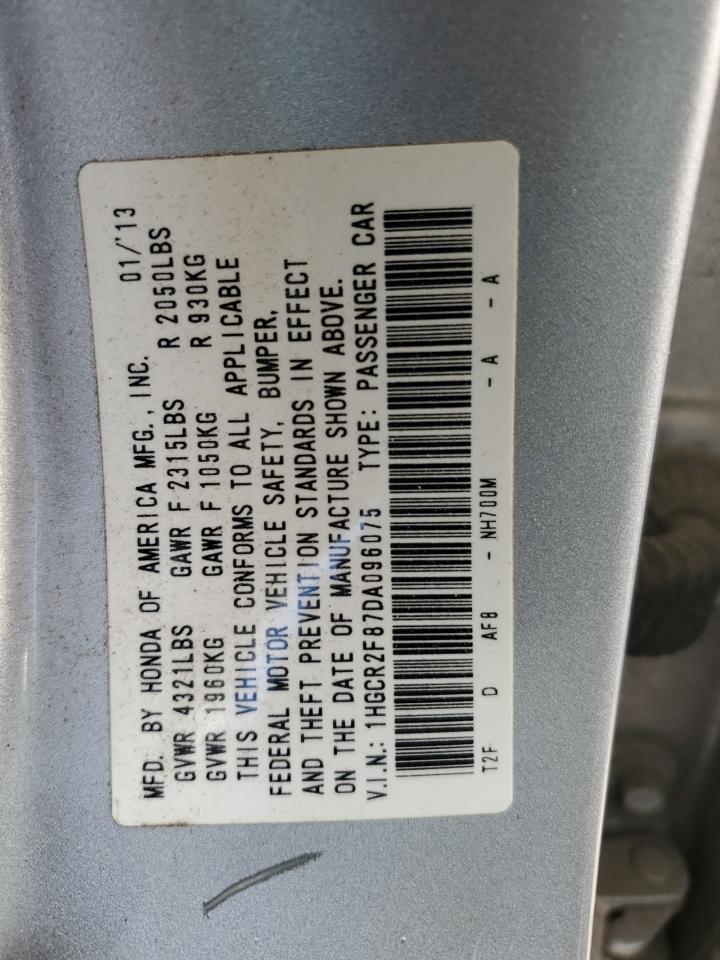 MFD. BY HONDA OF AMERICA MFG., INC. 01/'13
GVWR 4321LBS GAWR F 2315LBS R 2050LBS
GVWR 1960KG GAWR F 1050KG R 930KG
THIS VEHICLE CONFORMS TO ALL APPLICABLE
FEDERAL MOTOR VEHICLE SAFETY, BUMPER,
AND THEFT PREVENTION STANDARDS IN EFFECT
ON THE DATE OF MANUFACTURE SHOWN ABOVE.
V.I.N.: 1HGCR2F87DA096075 TYPE: PASSENGER CAR
T2F D AF8 - NH700M - A - A